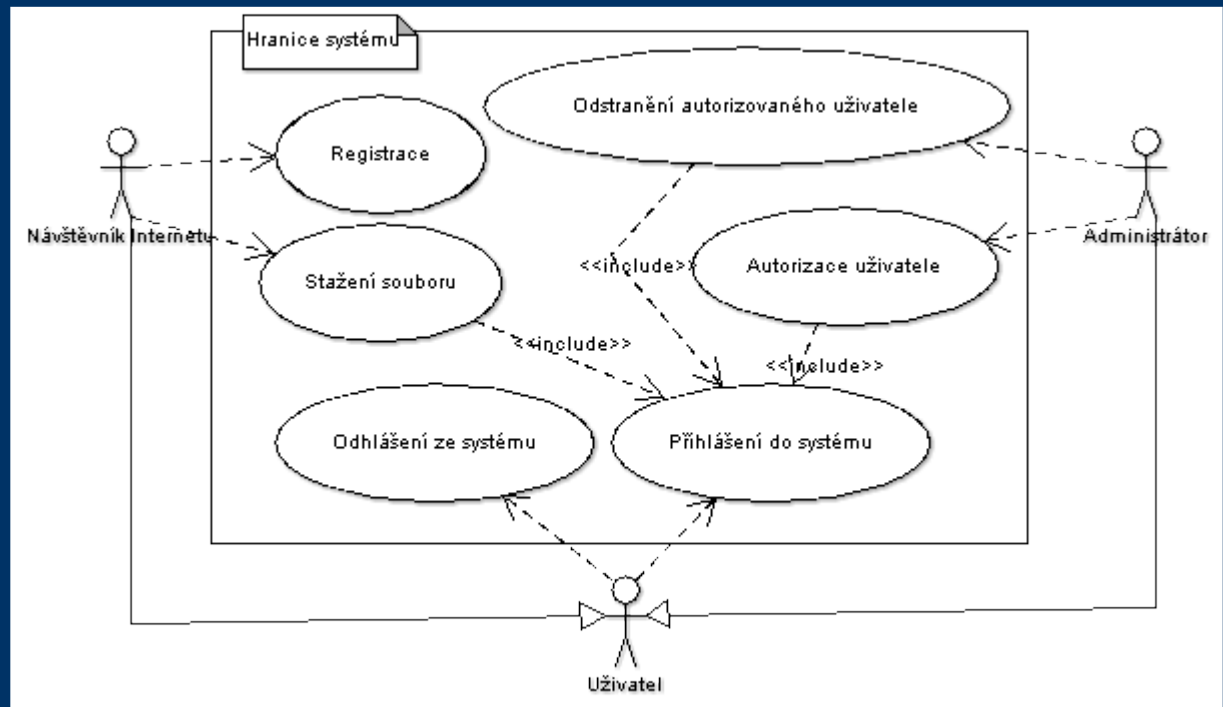 Hranice systému
Odstranění autorizovaného uživatele
Registrace
Návštěvník Internetu
Administrátor
<<include>>
Autorizace uživatele
Stažení souboru
<<include>>
<<include>>
Odhlášení ze systému
Přihlášení do systému
Uživatel